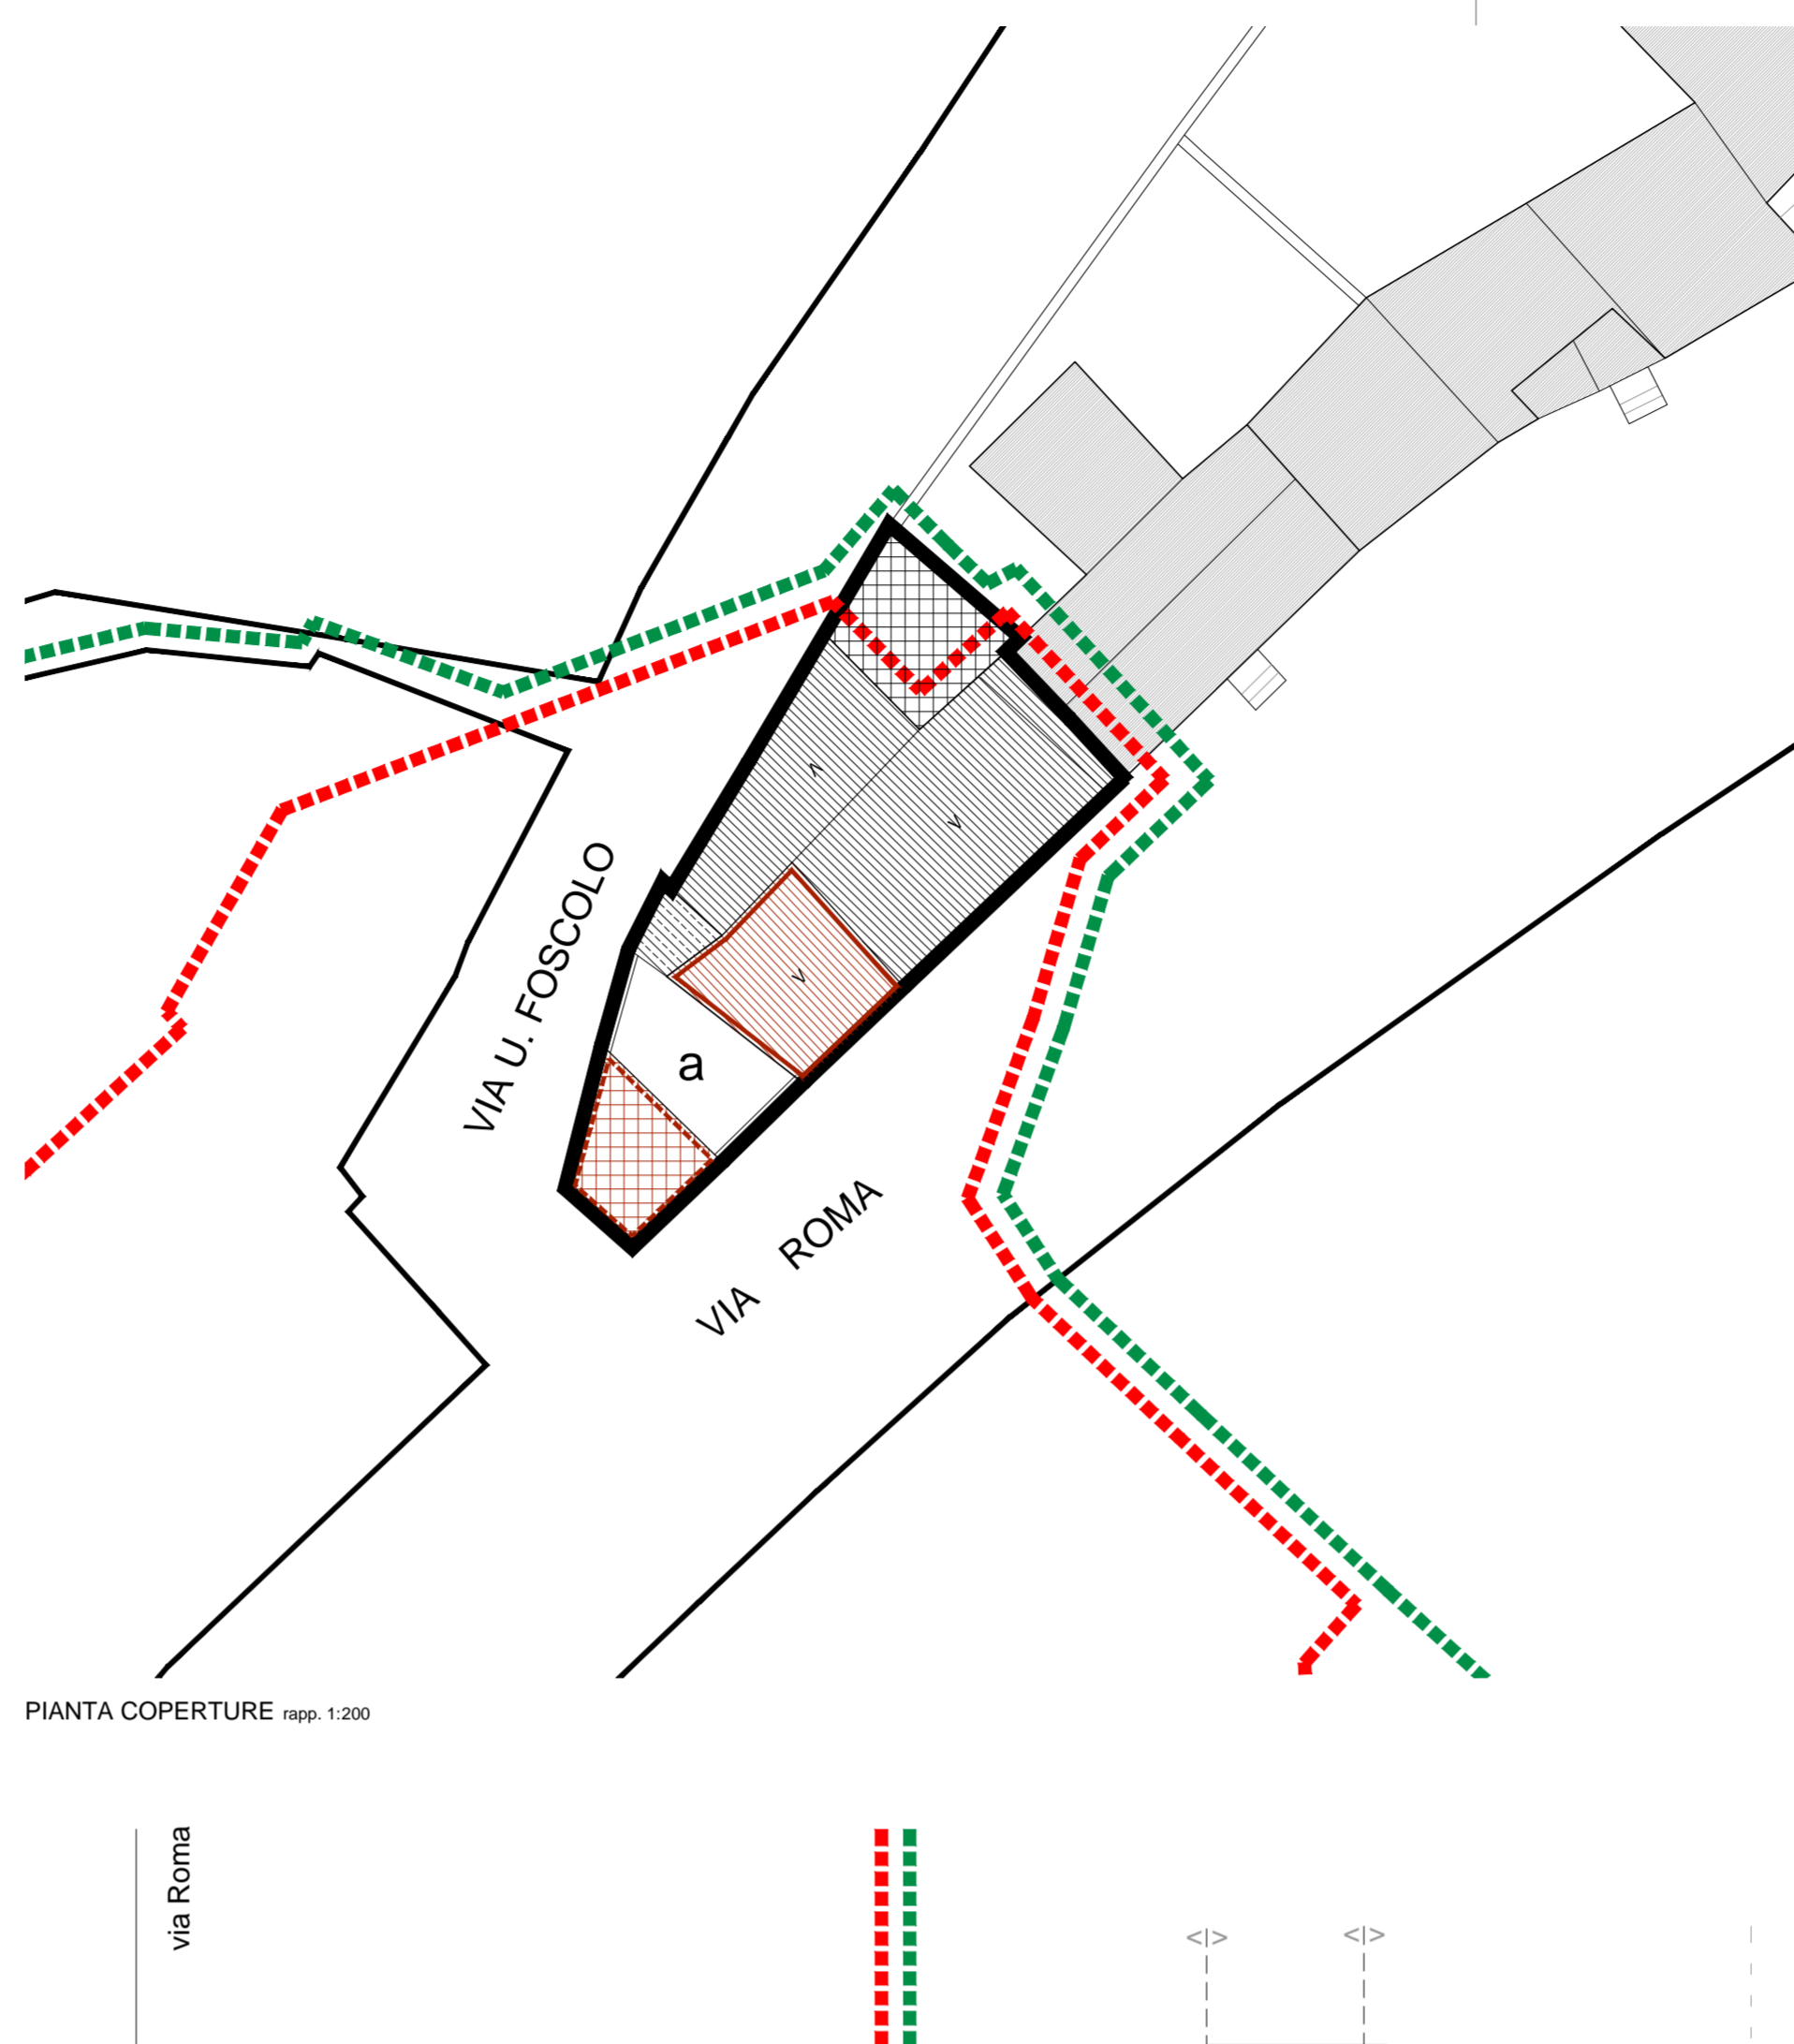 VIA U. FOSCOLO
a
VIA ROMA
PIANTA COPERTURE rapp. 1:200
via Roma